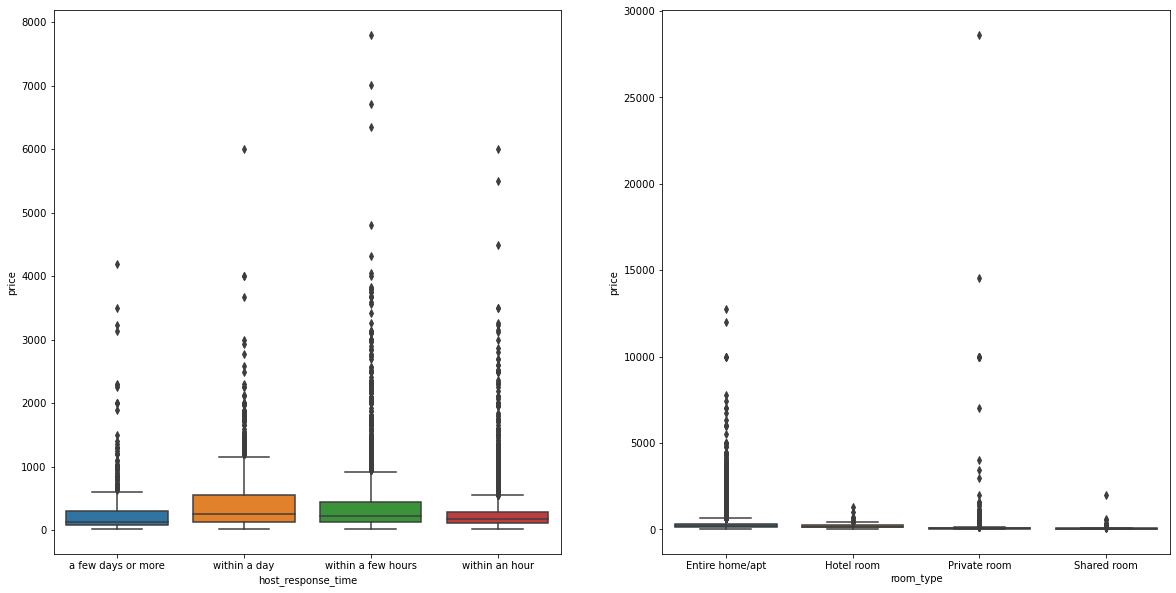 8000
7000
6000
5000
4000
3000
2000
1000
0
price
a few days or more within a day within a few hours within an hour
host_response_time
30000
25000
20000
15000
10000
5000
0
price
Entire home/apt Hotel room Private room Shared room
room_type